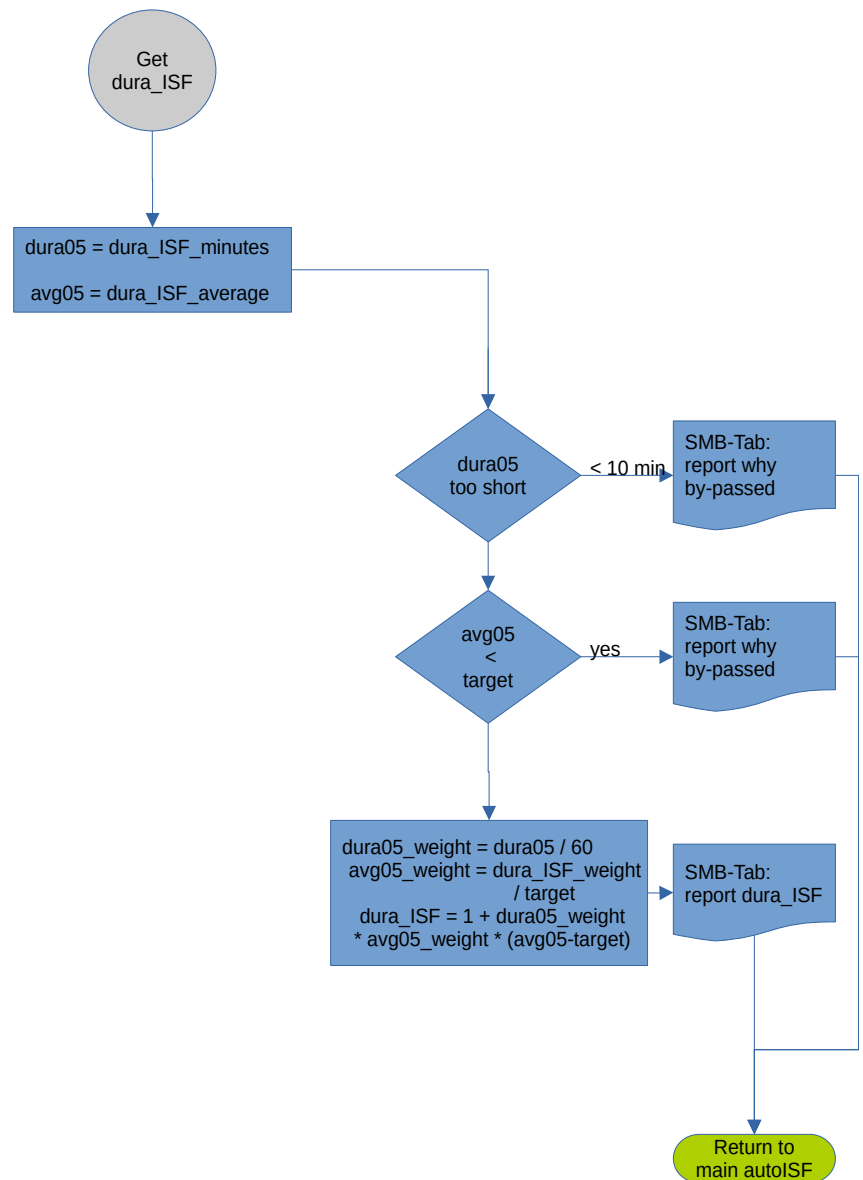 Get
dura_ISF
dura05 = dura_ISF_minutes
avg05 = dura_ISF_average
dura05
too short
< 10 min
SMB-Tab:
report why
by-passed
avg05
<
target
yes
SMB-Tab:
report why
by-passed
dura05_weight = dura05 / 60
avg05_weight = dura_ISF_weight
/ target
dura_ISF = 1 + dura05_weight
* avg05_weight * (avg05-target)
SMB-Tab:
report dura_ISF
Return to
main autoISF